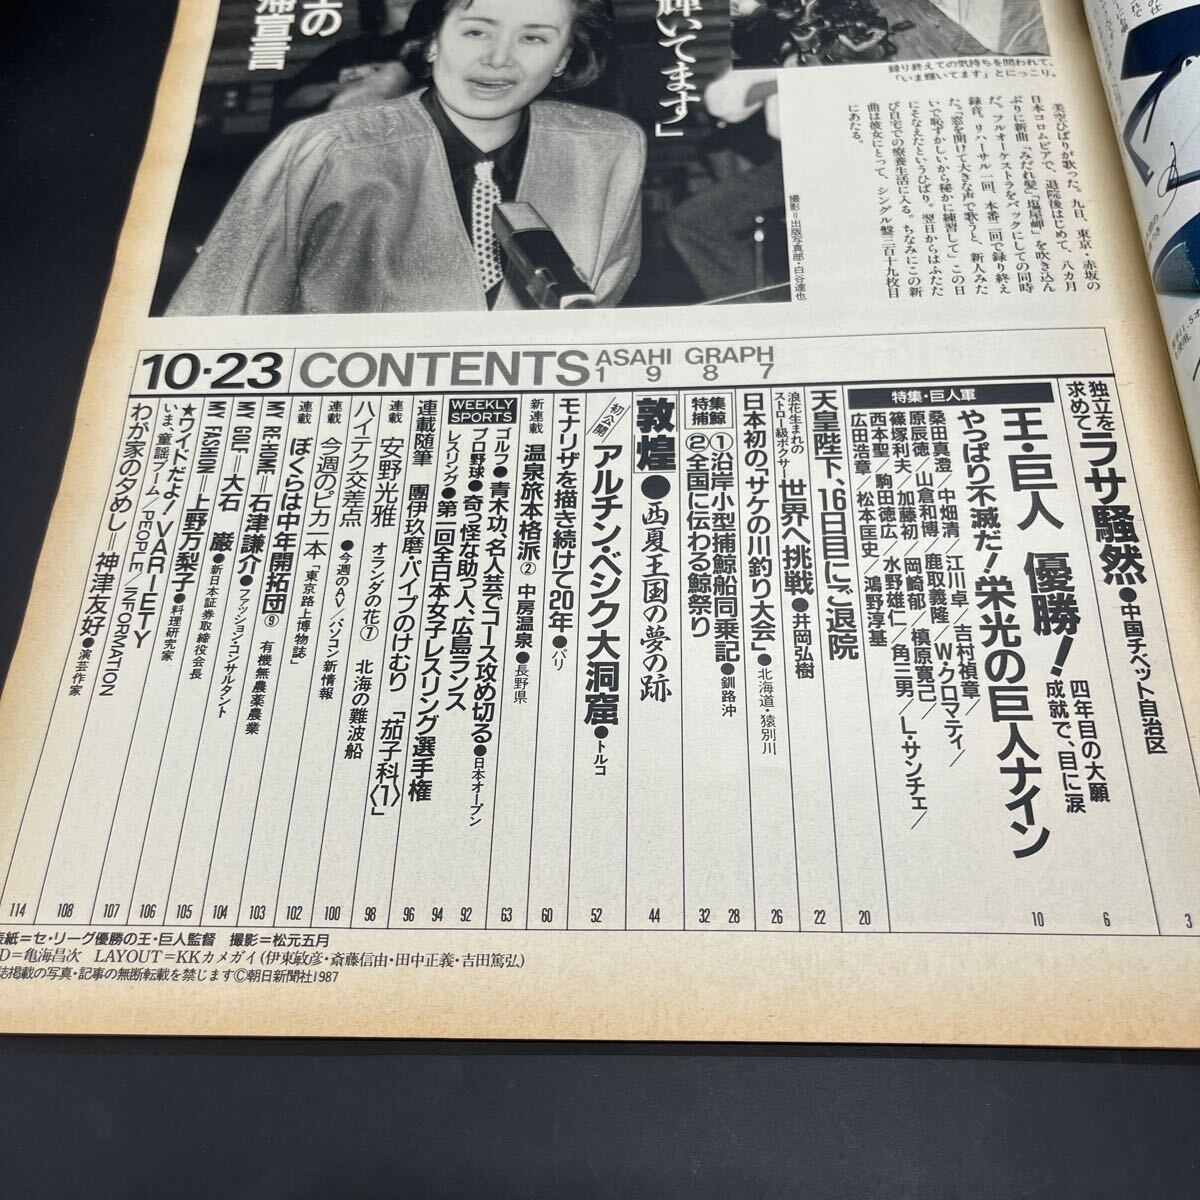 帰宣言
輝いてます」
録り終えての気持ちを問われて、
「いま輝いてます」とにっこり。
美空ひばりが歌った。九日、東京・赤坂の
日本コロムビアで、退院後はじめて、八カ月
ぶりに新曲「みだれ髪」「塩屋岬」を吹き込ん
だ。フルオーケストラをバックにしての同時
録音。リハーサル一回、本番二回で録り終え
た。「窓を開けて大きな声で歌うと、新人みた
いで恥ずかしいから秘かに練習して」この日
にそなえたというひばり。翌日からはふたた
び自宅での療養生活に入る。ちなみにこの新
曲は彼女にとって、シングル盤三百十九枚目
にあたる。
撮影=出版写真部・白谷達也
10・23 CONTENTS ASAHI GRAPH 1987
独立を求めて ラサ騒然●中国チベット自治区
3
特集・巨人軍
王・巨人 優勝! 四年目の大願成就で、目に涙
6
やっぱり不滅だ!栄光の巨人ナイン
10
桑田真澄/中畑清/江川卓/吉村禎章/
原辰徳/山倉和博/鹿取義隆/W・クロマティ/
篠塚利夫/加藤初/岡崎郁/槙原寛己/
西本聖/駒田徳広/水野雄仁/角三男/L・サンチェ/
広田浩章/松本匡史/鴻野淳基
天皇陛下、16日目にご退院
20
浪花生まれのストロー級ボクサー 世界へ挑戦●井岡弘樹
22
日本初の「サケの川釣り大会」●北海道・猿別川
26
特集捕鯨
①沿岸小型捕鯨船同乗記●釧路沖
28
②全国に伝わる鯨祭り
32
敦煌●西夏王国の夢の跡
44
初公開 アルチン・ベシク大洞窟●トルコ
52
モナリザを描き続けて20年●パリ
60
新連載 温泉旅本格派② 中房温泉●長野県
63
WEEKLY SPORTS
ゴルフ●青木功、名人芸でコース攻め切る●日本オープン
92
プロ野球●奇っ怪な助っ人、広島ランス
94
レスリング●第一回全日本女子レスリング選手権
96
連載随筆 團伊玖磨・パイプのけむり 「茄子科〈1〉」
98
連載 安野光雅 オランダの花⑦ 北海の難波船
100
ハイテク交差点●今週のAV/パソコン新情報
102
連載 今週のピカ一本「東京路上博物誌」
103
連載 ぼくらは中年開拓団⑨ 有機無農薬農業
104
MY RE-HOME=石津謙介●ファッション・コンサルタント
105
MY GOLF=大石 巌●新日本証券取締役会長
106
MY FASHION=上野万梨子●料理研究家
107
★ワイドだよ!VARIETY
いま、童謡ブーム/PEOPLE/INFORMATION
108
わが家の夕めし=神津友好●演芸作家
114
表紙=セ・リーグ優勝の王・巨人監督 撮影=松元五月
D=亀海昌次 LAYOUT=KKカメガイ(伊東敏彦・斎藤信由・田中正義・吉田篤弘)
誌掲載の写真・記事の無断転載を禁じます©朝日新聞社1987